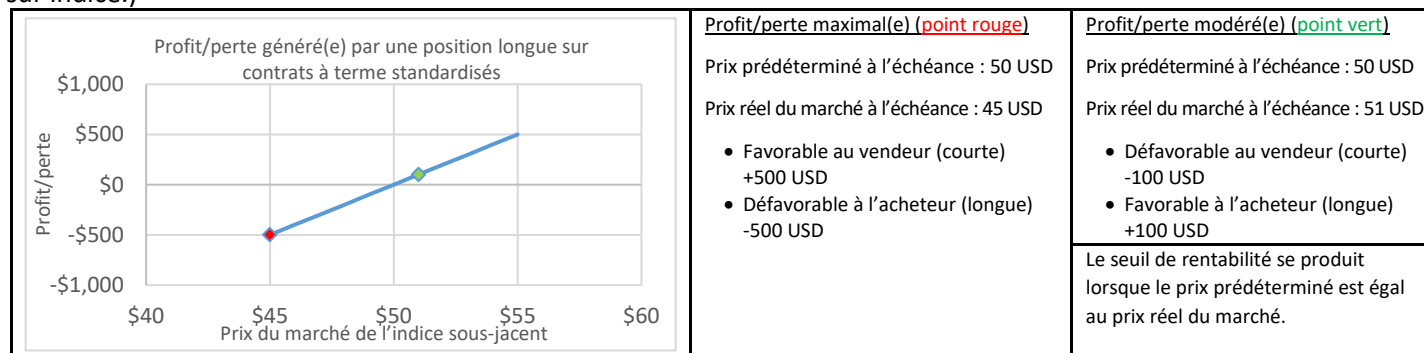 sur indice.)
Profit/perte généré(e) par une position longue sur
contrats à terme standardisés
$1,000
$500
$0
-$500
-$1,000
Profit/perte
$40
$45
$50
$55
$60
Prix du marché de l’indice sous-jacent
Profit/perte maximal(e) (point rouge)
Prix prédéterminé à l’échéance : 50 USD
Prix réel du marché à l’échéance : 45 USD
• Favorable au vendeur (courte)
+500 USD
• Défavorable à l’acheteur (longue)
-500 USD
Profit/perte modéré(e) (point vert)
Prix prédéterminé à l’échéance : 50 USD
Prix réel du marché à l’échéance : 51 USD
• Défavorable au vendeur (courte)
-100 USD
• Favorable à l’acheteur (longue)
+100 USD
Le seuil de rentabilité se produit
lorsque le prix prédéterminé est égal
au prix réel du marché.